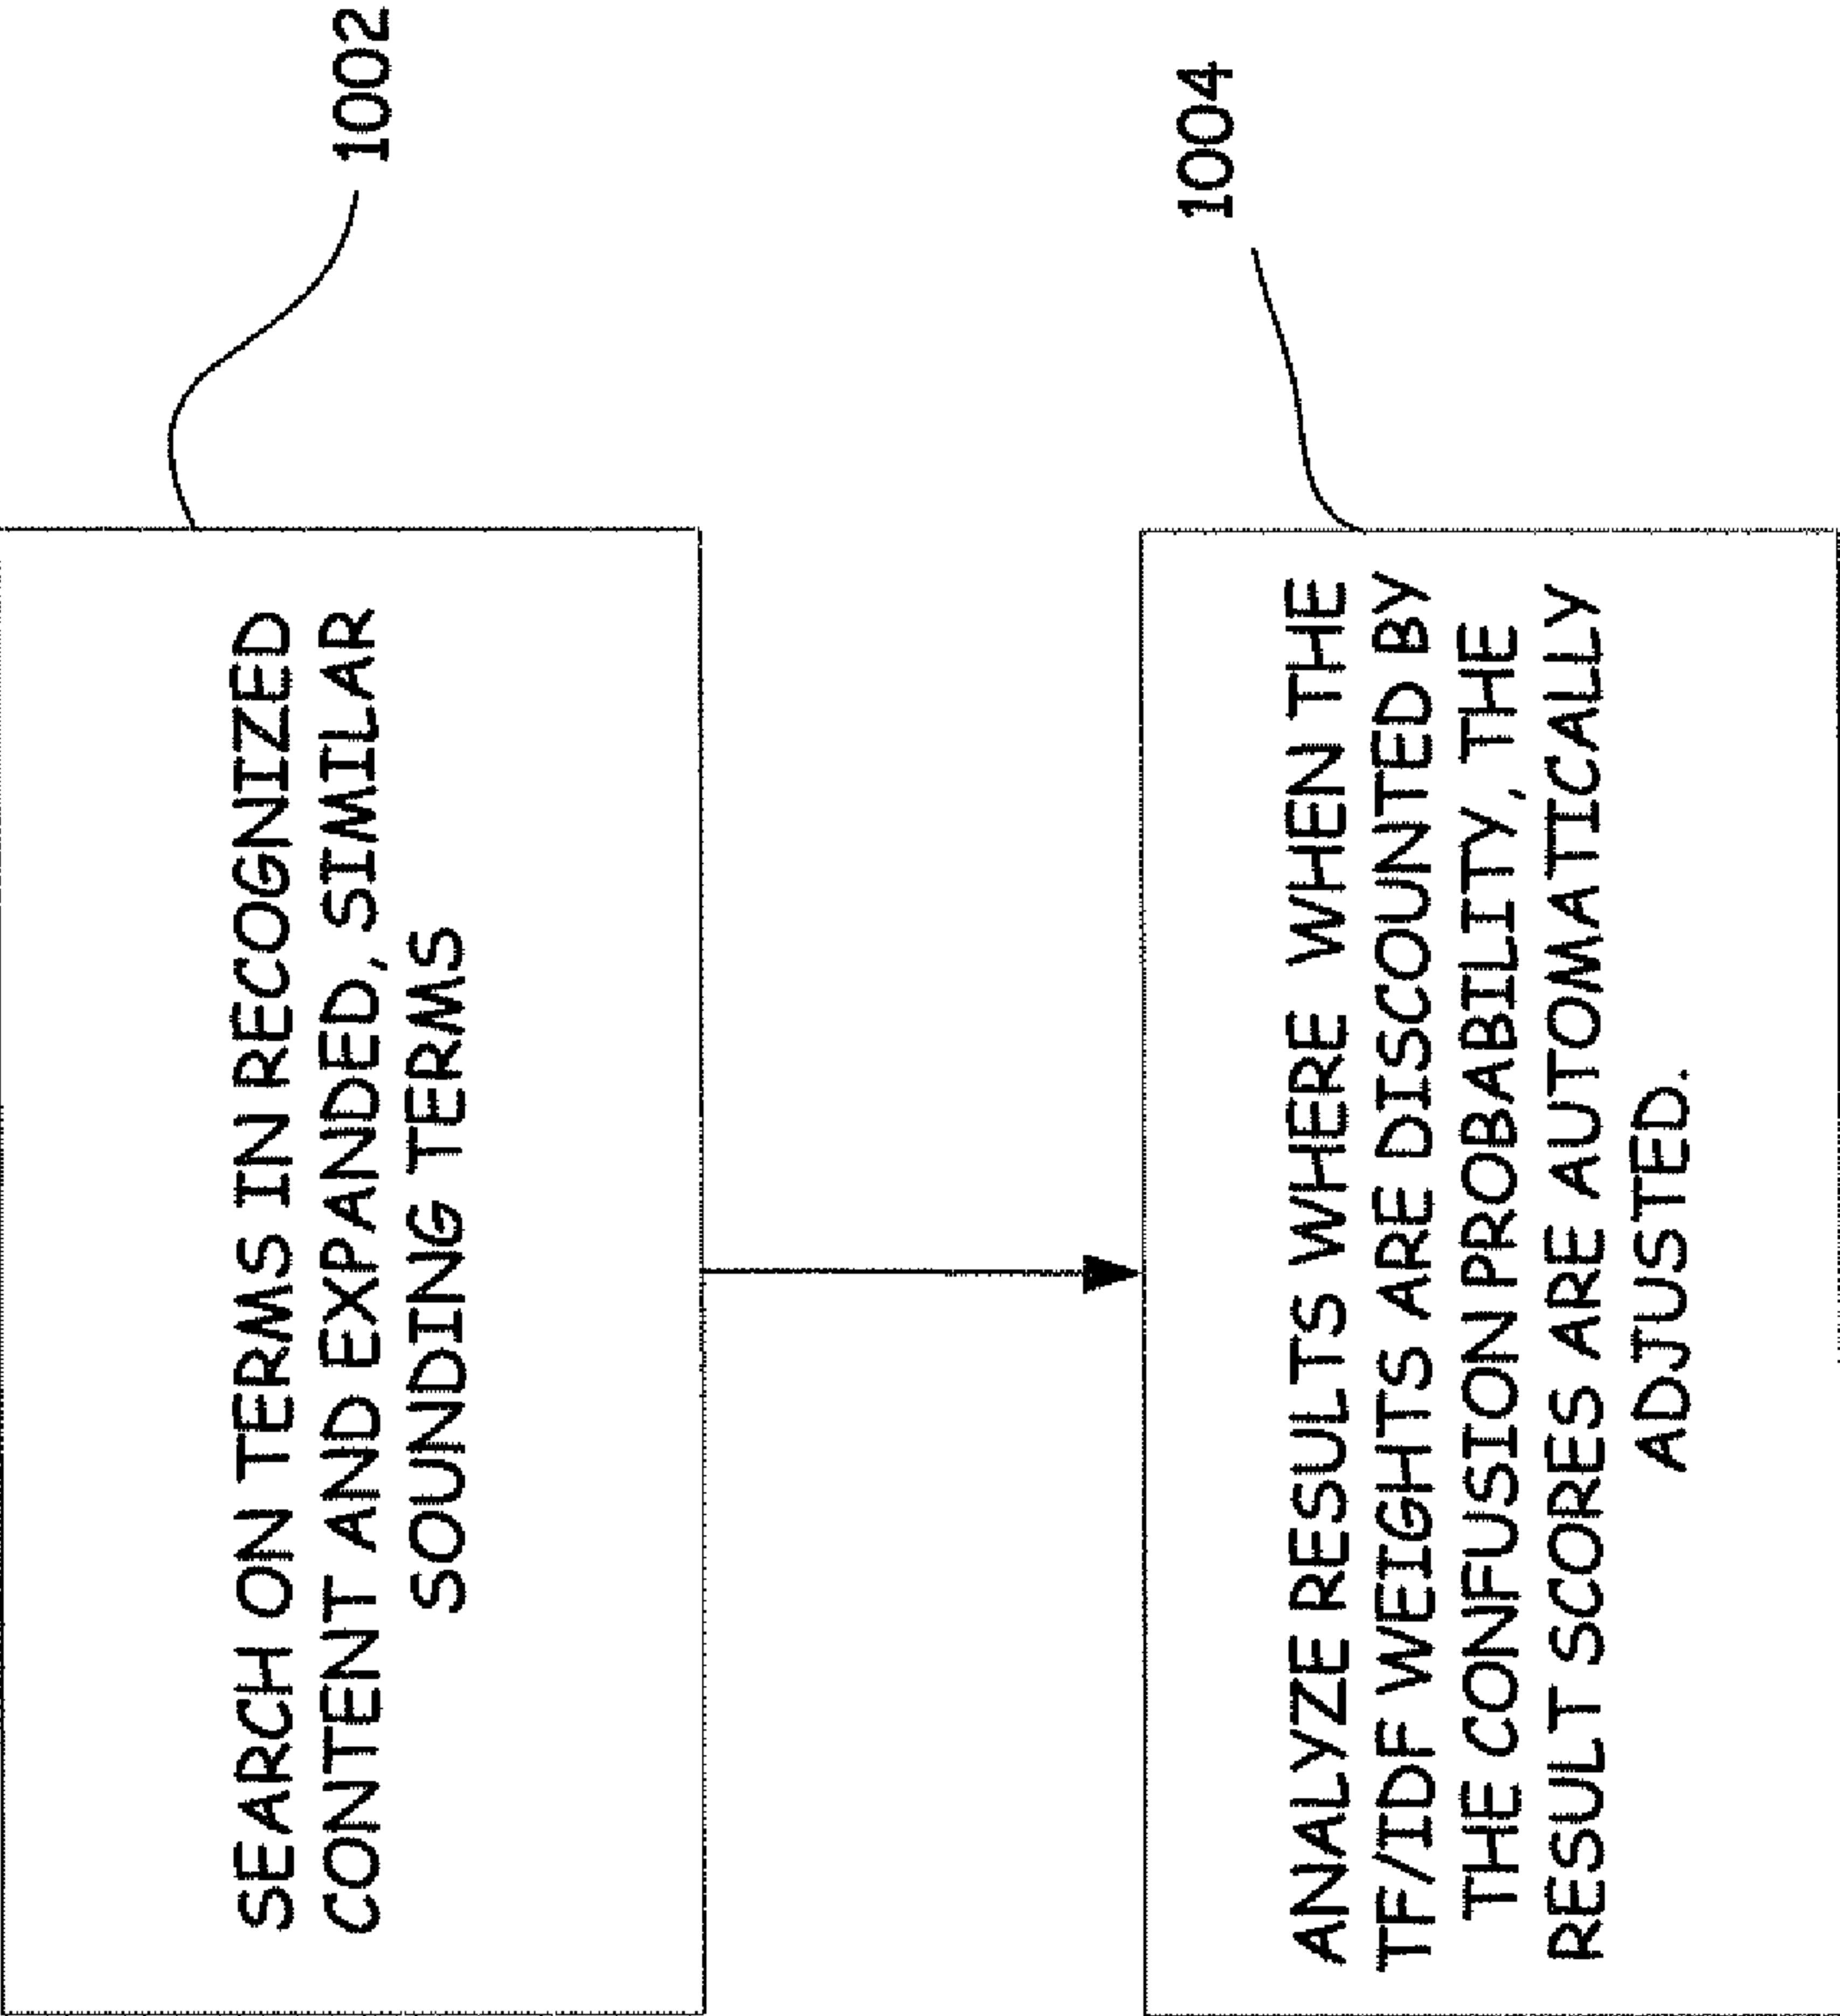 1002
SEARCH ON TERMS IN RECOGNIZED
CONTENT AND EXPANDED, SIMILAR
SOUNDING TERMS
1004
ANALYZE RESULTS WHERE WHEN THE
TF/IDF WEIGHTS ARE DISCOUNTED BY
THE CONFUSION PROBABILITY, THE
RESULT SCORES ARE AUTOMATICALLY
ADJUSTED.